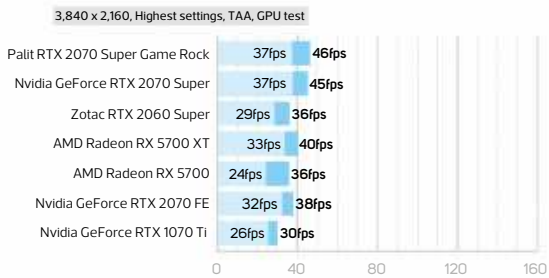 3,840 x 2,160, Highest settings, TAA, GPU test
Palit RTX 2070 Super Game Rock 37fps 46fps
Nvidia GeForce RTX 2070 Super 37fps 45fps
Zotac RTX 2060 Super 29fps 36fps
AMD Radeon RX 5700 XT 33fps 40fps
AMD Radeon RX 5700 24fps 36fps
Nvidia GeForce RTX 2070 FE 32fps 38fps
Nvidia GeForce RTX 1070 Ti 26fps 30fps
0 40 80 120 160